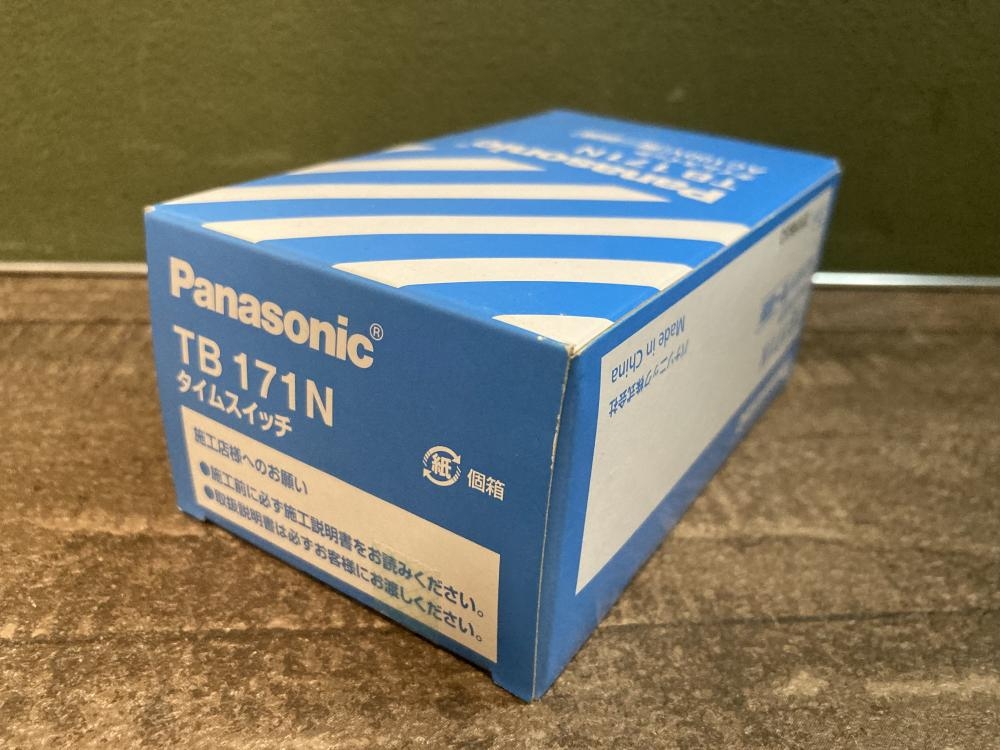 Panasonic®
TB 171N
タイムスイッチ
施工店様へのお願い
●施工前に必ず施工説明書をお読みください。
●取扱説明書は必ずお客様にお渡しください。
紙 個箱
Panasonic
TB 171N
パナソニック株式会社
Made in China